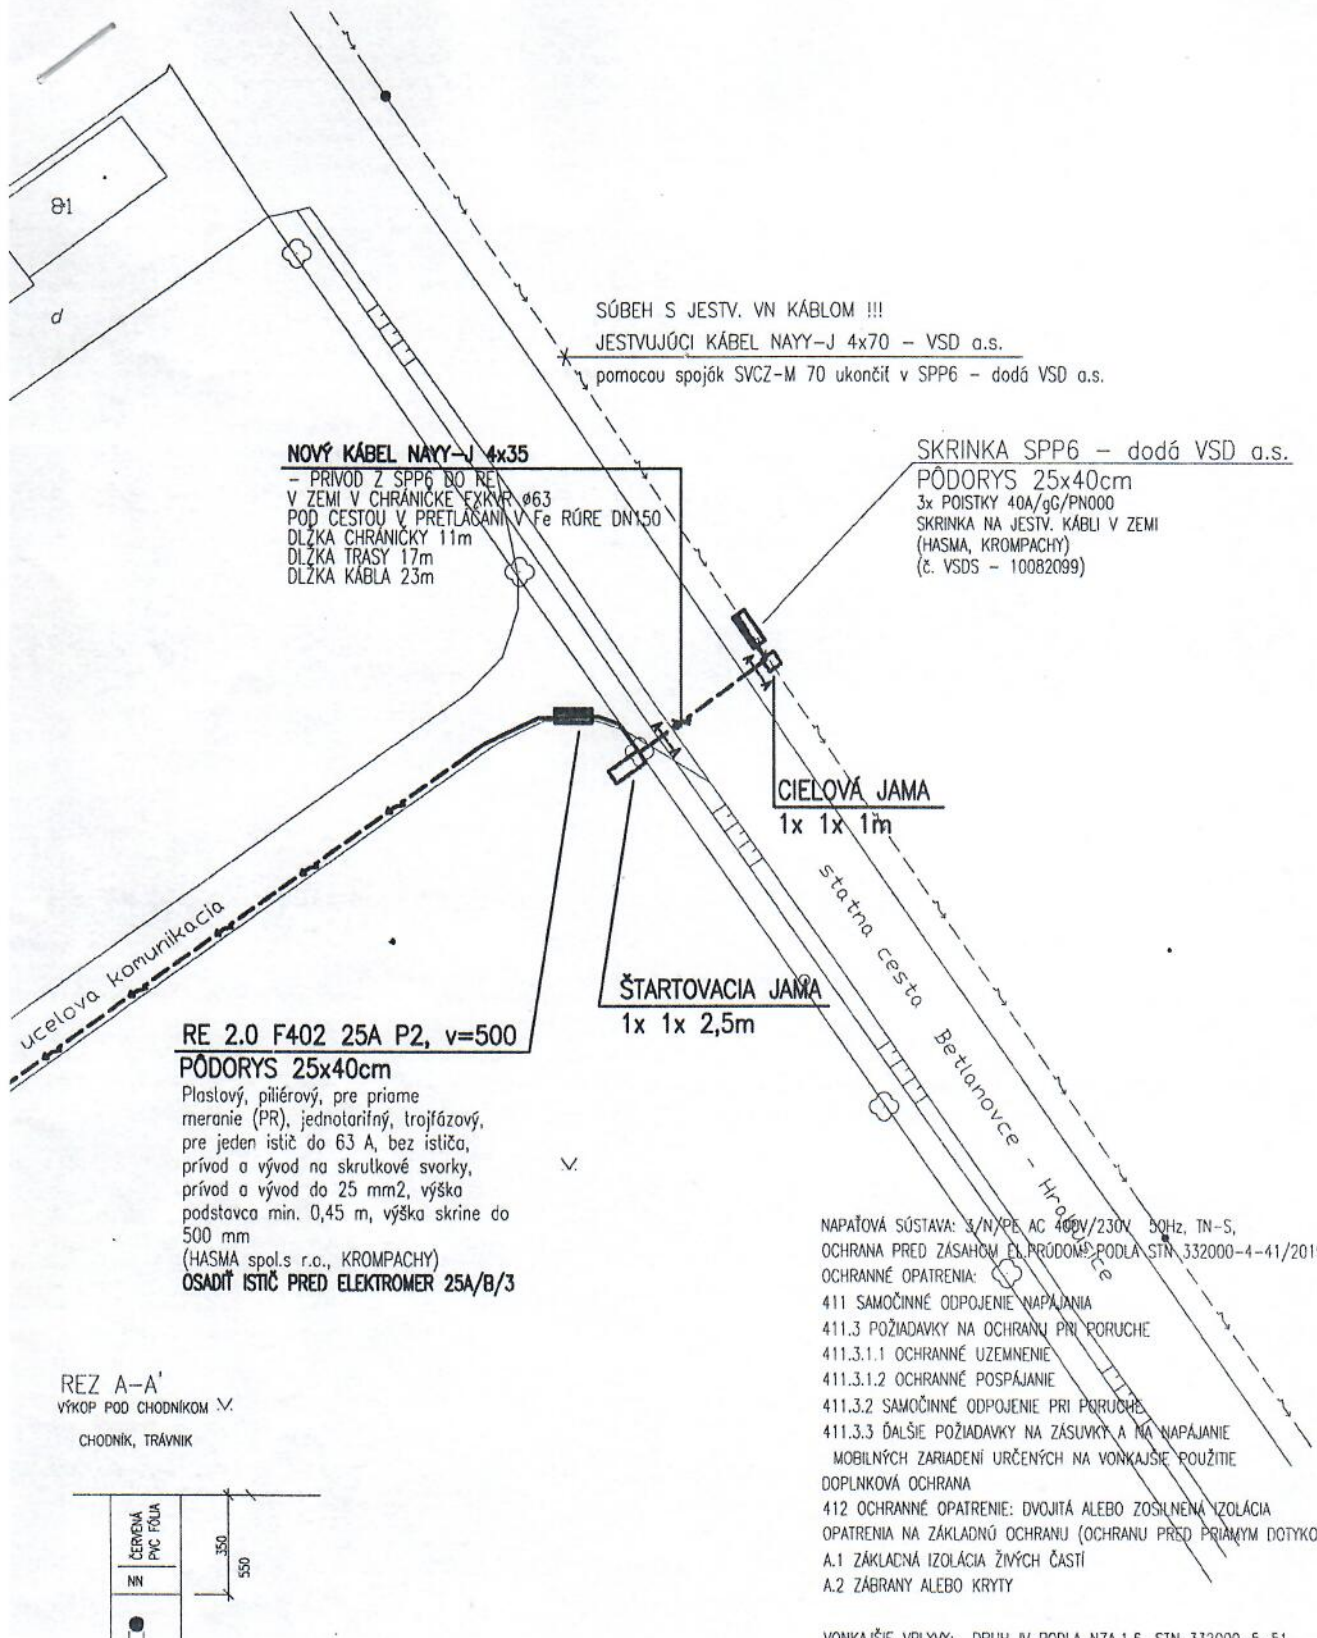 81
d
SÚBEH S JESTV. VN KÁBLOM !!!
JESTVUJÚCI KÁBEL NAYY-J 4x70 - VSD a.s.
pomocou spoják SVCZ-M 70 ukončiť v SPP6 - dodá VSD a.s.
NOVÝ KÁBEL NAYY-J 4x35
- PRÍVOD Z SPP6 DO RE
V ZEMI V CHRÁNIČKE FXKVR ø63
POD CESTOU V PRETLÁČANÍ V Fe RÚRE DN150
DLŽKA CHRÁNIČKY 11m
DLŽKA TRASY 17m
DLŽKA KÁBLA 23m
SKRINKA SPP6 - dodá VSD a.s.
PÔDORYS 25x40cm
3x POISTKY 40A/gG/PN000
SKRINKA NA JESTV. KÁBLI V ZEMI
(HASMA, KROMPACHY)
(č. VSDS - 10082099)
CIELOVÁ JAMA
1x 1x 1m
statna cesta Betlanovce - Hrabusice
ucelova komunikacia
ŠTARTOVACIA JAMA
1x 1x 2,5m
RE 2.0 F402 25A P2, v=500
PÔDORYS 25x40cm
Plastový, piliérový, pre priame
meranie (PR), jednotarifný, trojfázový,
pre jeden istič do 63 A, bez ističa,
prívod a vývod na skrutkové svorky,
prívod a vývod do 25 mm2, výška
podstavca min. 0,45 m, výška skrine do
500 mm
(HASMA spol.s r.o., KROMPACHY)
OSADIŤ ISTIČ PRED ELEKTROMER 25A/B/3
NAPAŤOVÁ SÚSTAVA: 3/N/PE AC 400V/230V 50Hz, TN-S,
OCHRANA PRED ZÁSAHOM EL.PRÚDOM: PODLA STN 332000-4-41/201
OCHRANNÉ OPATRENIA:
411 SAMOČINNÉ ODPOJENIE NAPÁJANIA
411.3 POŽIADAVKY NA OCHRANU PRI PORUCHE
411.3.1.1 OCHRANNÉ UZEMNENIE
411.3.1.2 OCHRANNÉ POSPÁJANIE
411.3.2 SAMOČINNÉ ODPOJENIE PRI PORUCHE
411.3.3 ĎALŠIE POŽIADAVKY NA ZÁSUVKY A NA NAPÁJANIE
MOBILNÝCH ZARIADENÍ URČENÝCH NA VONKAJŠIE POUŽITIE
DOPLNKOVÁ OCHRANA
412 OCHRANNÉ OPATRENIE: DVOJITÁ ALEBO ZOSILNENÁ IZOLÁCIA
OPATRENIA NA ZÁKLADNÚ OCHRANU (OCHRANU PRED PRIAMYM DOTYKO
A.1 ZÁKLADNÁ IZOLÁCIA ŽIVÝCH ČASTÍ
A.2 ZÁBRANY ALEBO KRYTY
REZ A-A'
VÝKOP POD CHODNÍKOM
CHODNÍK, TRÁVNIK
ČERVENÁ
PVC FÓLIA
NN
350
550